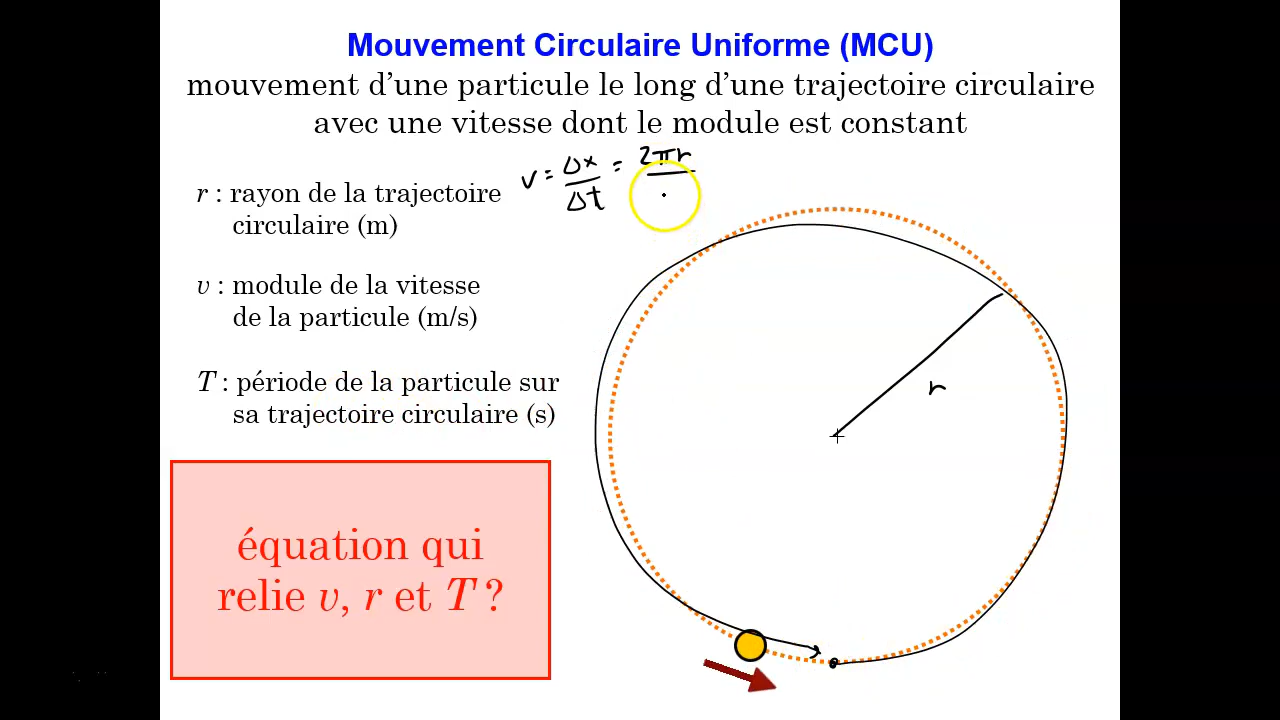 Mouvement Circulaire Uniforme (MCU)
mouvement d'une particule le long d'une trajectoire circulaire
avec une vitesse dont le module est constant
v = Δx/Δt = 2πr
r : rayon de la trajectoire
circulaire (m)
v : module de la vitesse
de la particule (m/s)
T : période de la particule sur
sa trajectoire circulaire (s)
r
équation qui
relie v, r et T ?